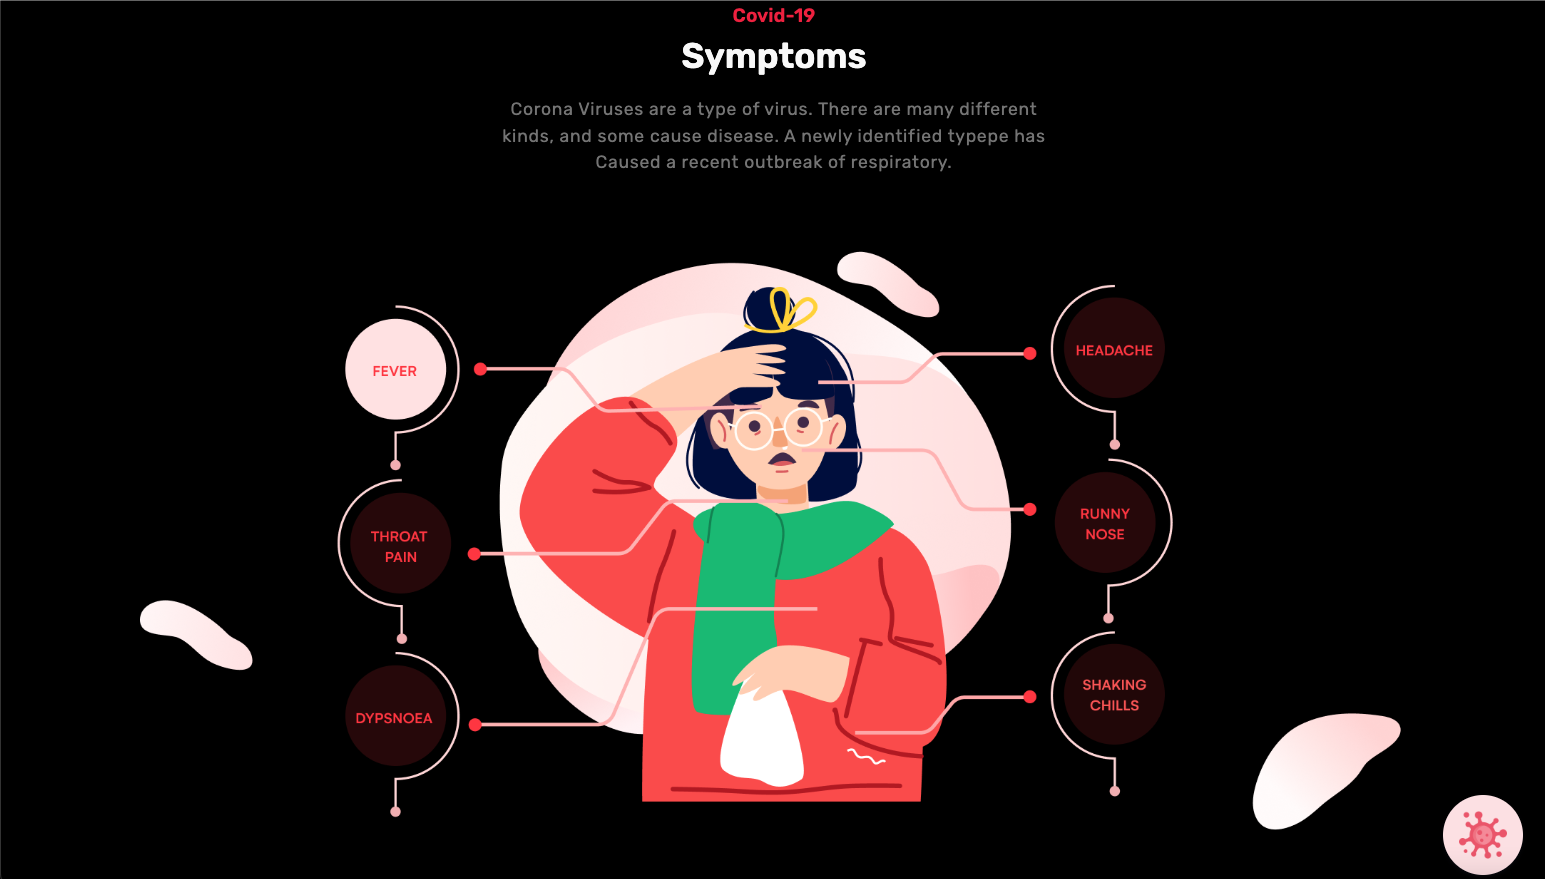 Covid-19
Symptoms
Corona Viruses are a type of virus. There are many different
kinds, and some cause disease. A newly identified typepe has
Caused a recent outbreak of respiratory.
FEVER
THROAT
PAIN
DYPSNOEA
HEADACHE
RUNNY
NOSE
SHAKING
CHILLS